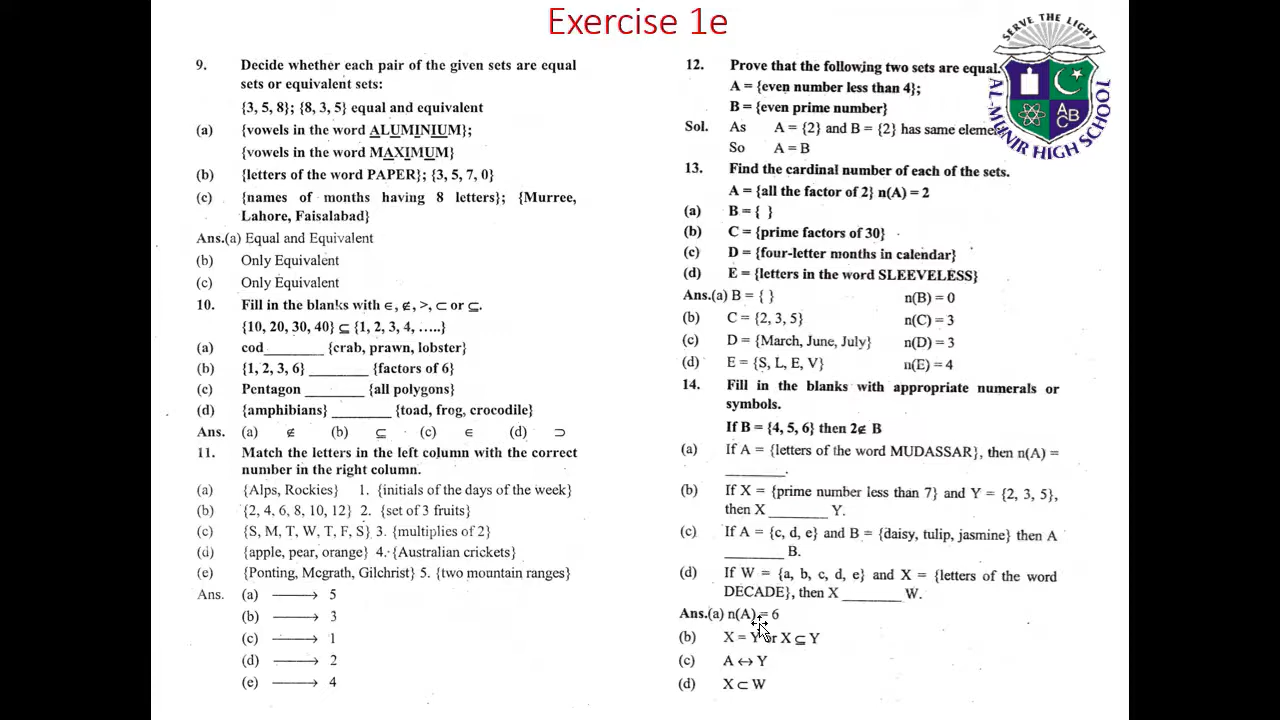 Exercise 1e
SERVE THE LIGHT
AL-MUNIR HIGH SCHOOL
A B
C
9. Decide whether each pair of the given sets are equal
sets or equivalent sets:
{3, 5, 8}; {8, 3, 5} equal and equivalent
(a) {vowels in the word ALUMINIUM};
{vowels in the word MAXIMUM}
(b) {letters of the word PAPER}; {3, 5, 7, 0}
(c) {names of months having 8 letters}; {Murree,
Lahore, Faisalabad}
Ans.(a) Equal and Equivalent
(b) Only Equivalent
(c) Only Equivalent
10. Fill in the blanks with ∈, ∉, >, ⊂ or ⊆.
{10, 20, 30, 40} ⊆ {1, 2, 3, 4, .....}
(a) cod________ {crab, prawn, lobster}
(b) {1, 2, 3, 6} ________ {factors of 6}
(c) Pentagon ________ {all polygons}
(d) {amphibians} ________ {toad, frog, crocodile}
Ans. (a) ∉ (b) ⊆ (c) ∈ (d) ⊃
11. Match the letters in the left column with the correct
number in the right column.
(a) {Alps, Rockies} 1. {initials of the days of the week}
(b) {2, 4, 6, 8, 10, 12} 2. {set of 3 fruits}
(c) {S, M, T, W, T, F, S} 3. {multiplies of 2}
(d) {apple, pear, orange} 4. {Australian crickets}
(e) {Ponting, Mcgrath, Gilchrist} 5. {two mountain ranges}
Ans. (a) ⟶ 5
(b) ⟶ 3
(c) ⟶ 1
(d) ⟶ 2
(e) ⟶ 4
12. Prove that the following two sets are equal.
A = {even number less than 4};
B = {even prime number}
Sol. As A = {2} and B = {2} has same eleme
So A = B
13. Find the cardinal number of each of the sets.
A = {all the factor of 2} n(A) = 2
(a) B = { }
(b) C = {prime factors of 30}
(c) D = {four-letter months in calendar}
(d) E = {letters in the word SLEEVELESS}
Ans.(a) B = { } n(B) = 0
(b) C = {2, 3, 5} n(C) = 3
(c) D = {March, June, July} n(D) = 3
(d) E = {S, L, E, V} n(E) = 4
14. Fill in the blanks with appropriate numerals or
symbols.
If B = {4, 5, 6} then 2∉ B
(a) If A = {letters of the word MUDASSAR}, then n(A) =
________.
(b) If X = {prime number less than 7} and Y = {2, 3, 5},
then X ________ Y.
(c) If A = {c, d, e} and B = {daisy, tulip, jasmine} then A
________ B.
(d) If W = {a, b, c, d, e} and X = {letters of the word
DECADE}, then X ________ W.
Ans.(a) n(A) = 6
(b) X = Y or X ⊆ Y
(c) A ↔ Y
(d) X ⊂ W